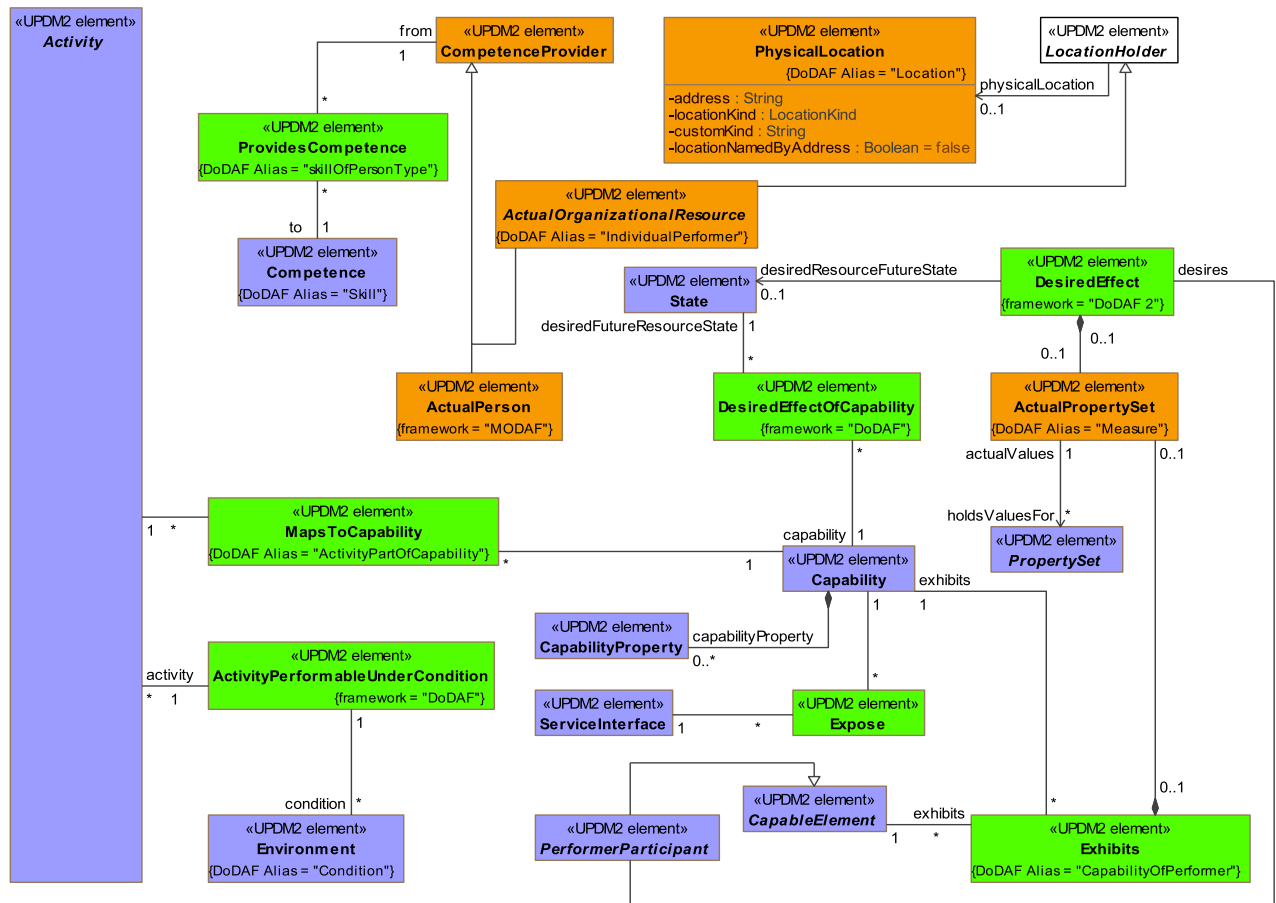 «UPDM2 element»
Activity
«UPDM2 element»
CompetenceProvider
from
1
*
«UPDM2 element»
ProvidesCompetence
{DoDAF Alias = "skillOfPersonType"}
*
to
1
«UPDM2 element»
Competence
{DoDAF Alias = "Skill"}
«UPDM2 element»
PhysicalLocation
{DoDAF Alias = "Location"}
-address : String
-locationKind : LocationKind
-customKind : String
-locationNamedByAddress : Boolean = false
«UPDM2 element»
LocationHolder
physicalLocation
0..1
«UPDM2 element»
ActualOrganizationalResource
{DoDAF Alias = "IndividualPerformer"}
«UPDM2 element»
State
desiredResourceFutureState
0..1
«UPDM2 element»
DesiredEffect
{framework = "DoDAF 2"}
desires
desiredFutureResourceState
1
*
0..1
0..1
«UPDM2 element»
ActualPerson
{framework = "MODAF"}
«UPDM2 element»
DesiredEffectOfCapability
{framework = "DoDAF"}
«UPDM2 element»
ActualPropertySet
{DoDAF Alias = "Measure"}
*
actualValues
1
0..1
holdsValuesFor
*
«UPDM2 element»
PropertySet
1
*
«UPDM2 element»
MapsToCapability
{DoDAF Alias = "ActivityPartOfCapability"}
*
1
capability
1
«UPDM2 element»
Capability
exhibits
1
1
«UPDM2 element»
CapabilityProperty
capabilityProperty
0..*
activity
*
1
«UPDM2 element»
ActivityPerformableUnderCondition
{framework = "DoDAF"}
1
*
«UPDM2 element»
ServiceInterface
1
*
«UPDM2 element»
Expose
condition
*
«UPDM2 element»
Environment
{DoDAF Alias = "Condition"}
«UPDM2 element»
PerformerParticipant
«UPDM2 element»
CapableElement
exhibits
1
*
*
0..1
«UPDM2 element»
Exhibits
{DoDAF Alias = "CapabilityOfPerformer"}